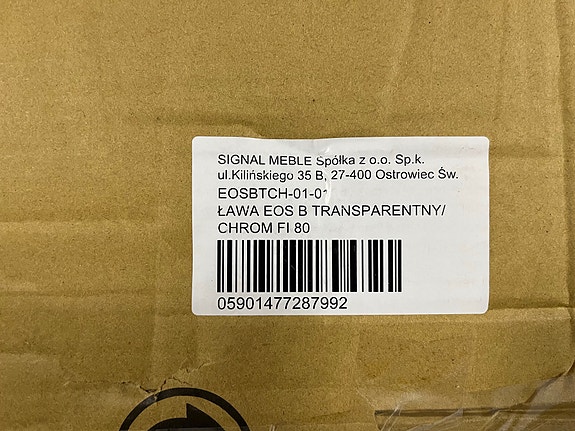 SIGNAL MEBLE Spółka z o.o. Sp.k.
ul.Kilińskiego 35 B, 27-400 Ostrowiec Św.
EOSBTCH-01-01
ŁAWA EOS B TRANSPARENTNY/
CHROM FI 80
05901477287992